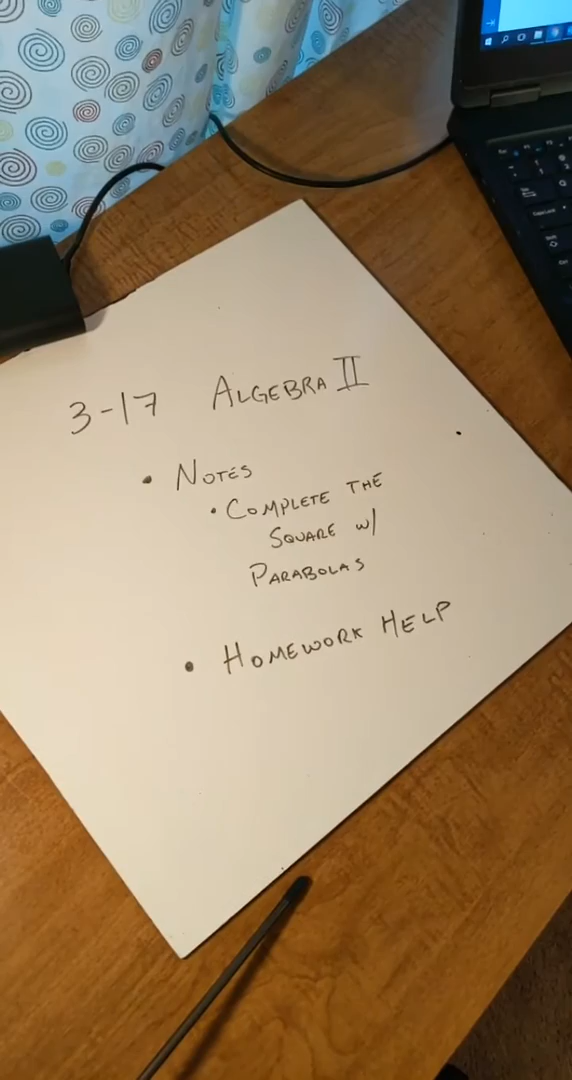 3-17 ALGEBRA II
• NOTES
• COMPLETE THE
SQUARE W/
PARABOLAS
• HOMEWORK HELP